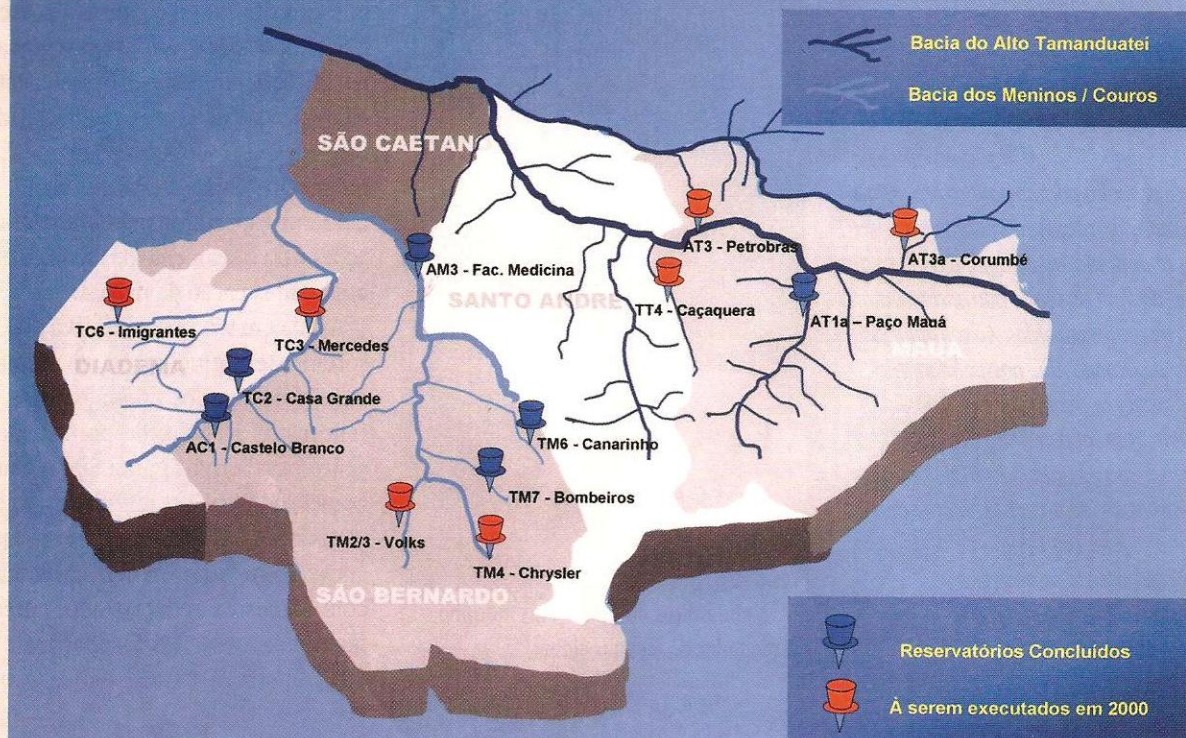 Bacia do Alto Tamanduatei
Bacia dos Meninos / Couros
SÃO CAETANO
AM3 - Fac. Medicina
AT3 - Petrobras
AT3a - Corumbé
SANTO ANDRÉ
TT4 - Caçaquera
AT1a – Paço Mauá
TC6 - Imigrantes
TC3 - Mercedes
MAUÁ
DIADEMA
TC2 - Casa Grande
AC1 - Castelo Branco
TM6 - Canarinho
TM7 - Bombeiros
TM2/3 - Volks
TM4 - Chrysler
SÃO BERNARDO
Reservatórios Concluídos
À serem executados em 2000